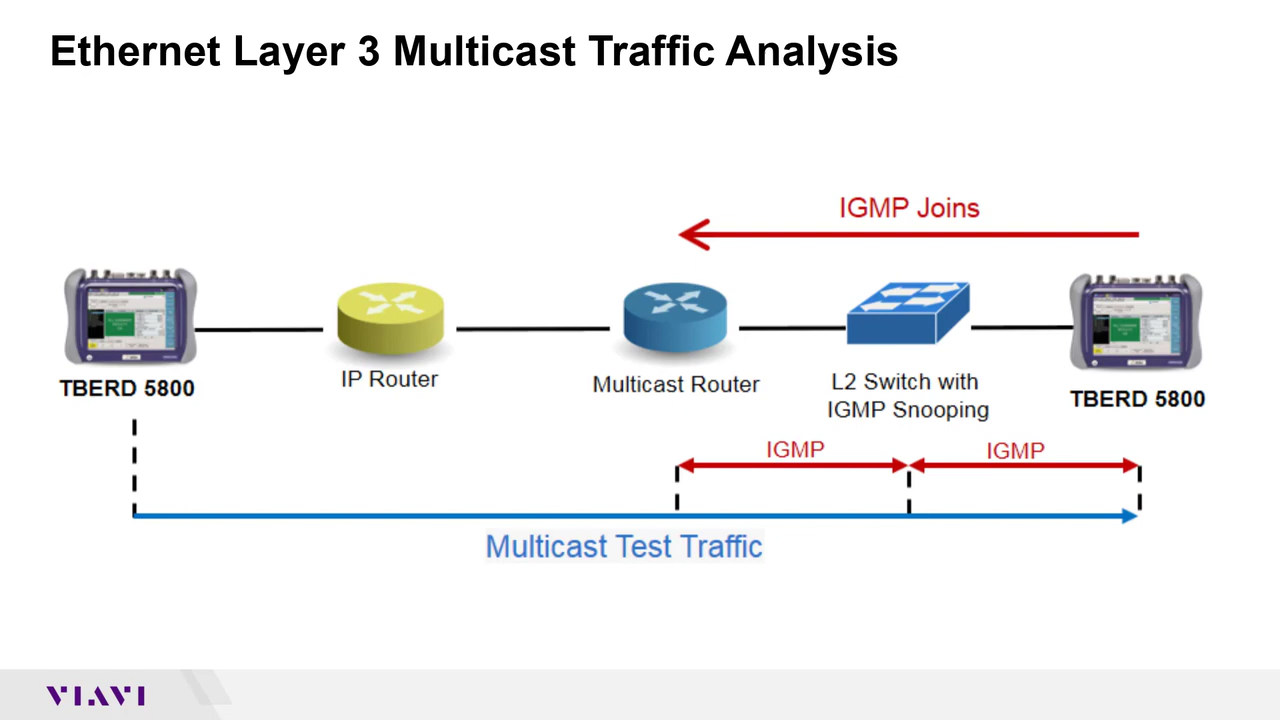 Ethernet Layer 3 Multicast Traffic Analysis
IGMP Joins
TBERD 5800
IP Router
Multicast Router
L2 Switch with
IGMP Snooping
TBERD 5800
IGMP
IGMP
Multicast Test Traffic
VIAVI